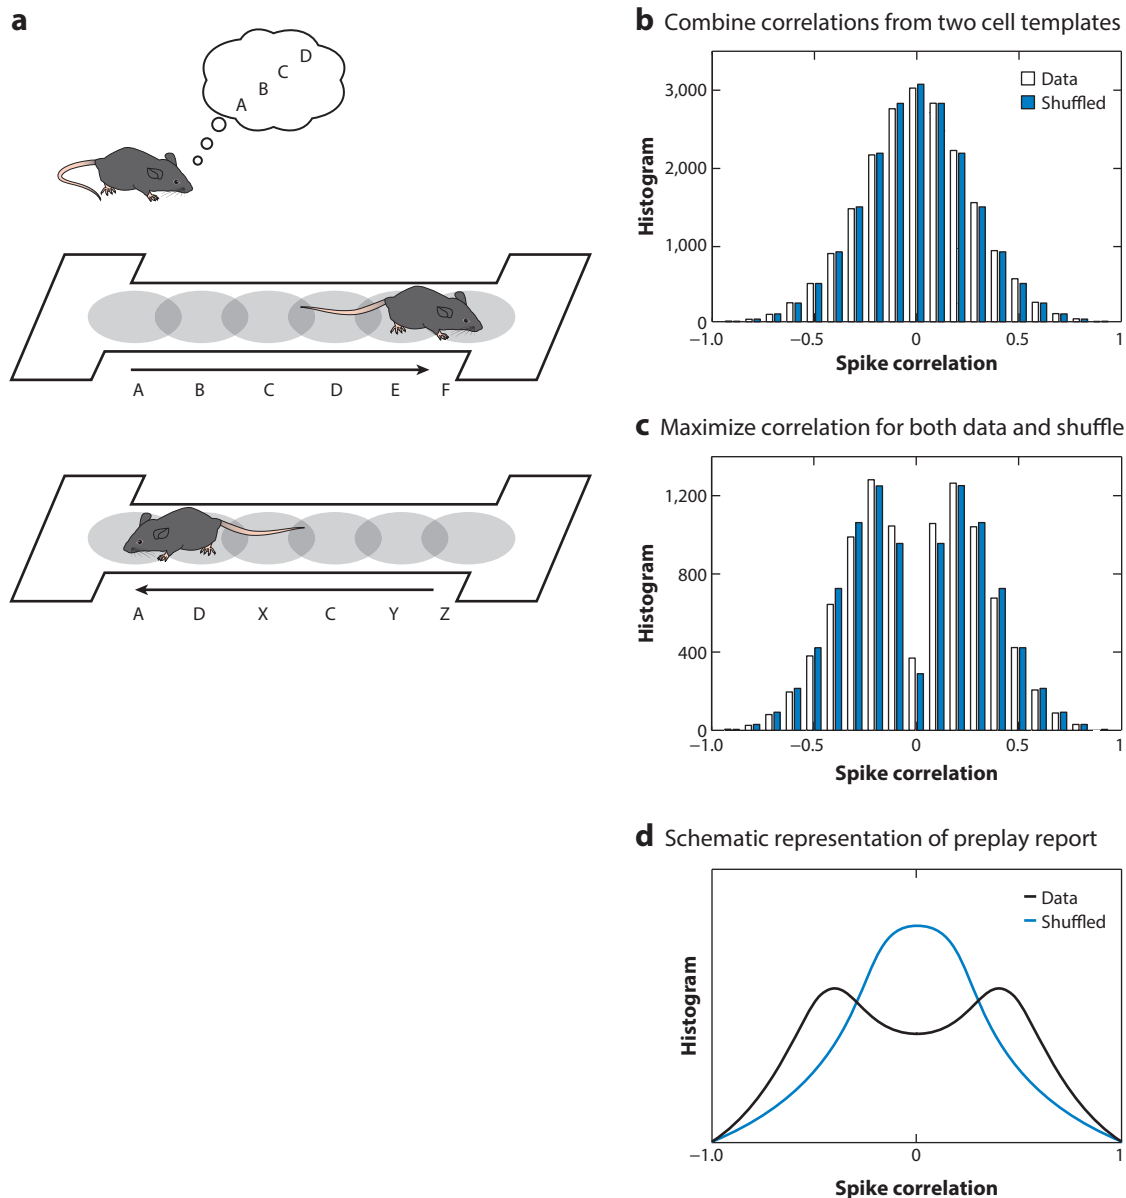 a
D
C
B
A
A B C D E F
A D X C Y Z
b Combine correlations from two cell templates
Data
Shuffled
3,000
2,000
1,000
0
Histogram
−1.0 −0.5 0 0.5 1
Spike correlation
c Maximize correlation for both data and shuffle
1,200
800
400
0
Histogram
−1.0 −0.5 0 0.5 1
Spike correlation
d Schematic representation of preplay report
Data
Shuffled
Histogram
−1.0 0 1
Spike correlation